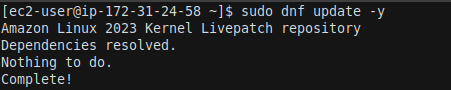 [ec2-user@ip-172-31-24-58 ~]$ sudo dnf update -y
Amazon Linux 2023 Kernel Livepatch repository
Dependencies resolved.
Nothing to do.
Complete!